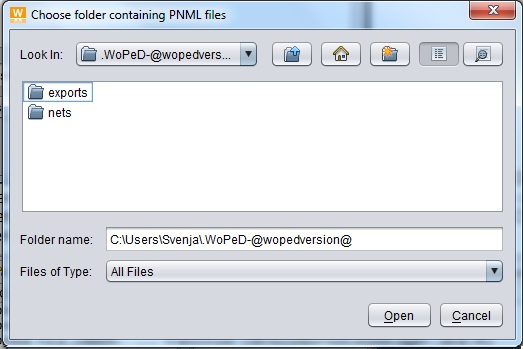 W
Choose folder containing PNML files
Look In: .WoPeD-@wopedvers...
exports
nets
Folder name: C:\Users\Svenja\.WoPeD-@wopedversion@
Files of Type: All Files
Open Cancel